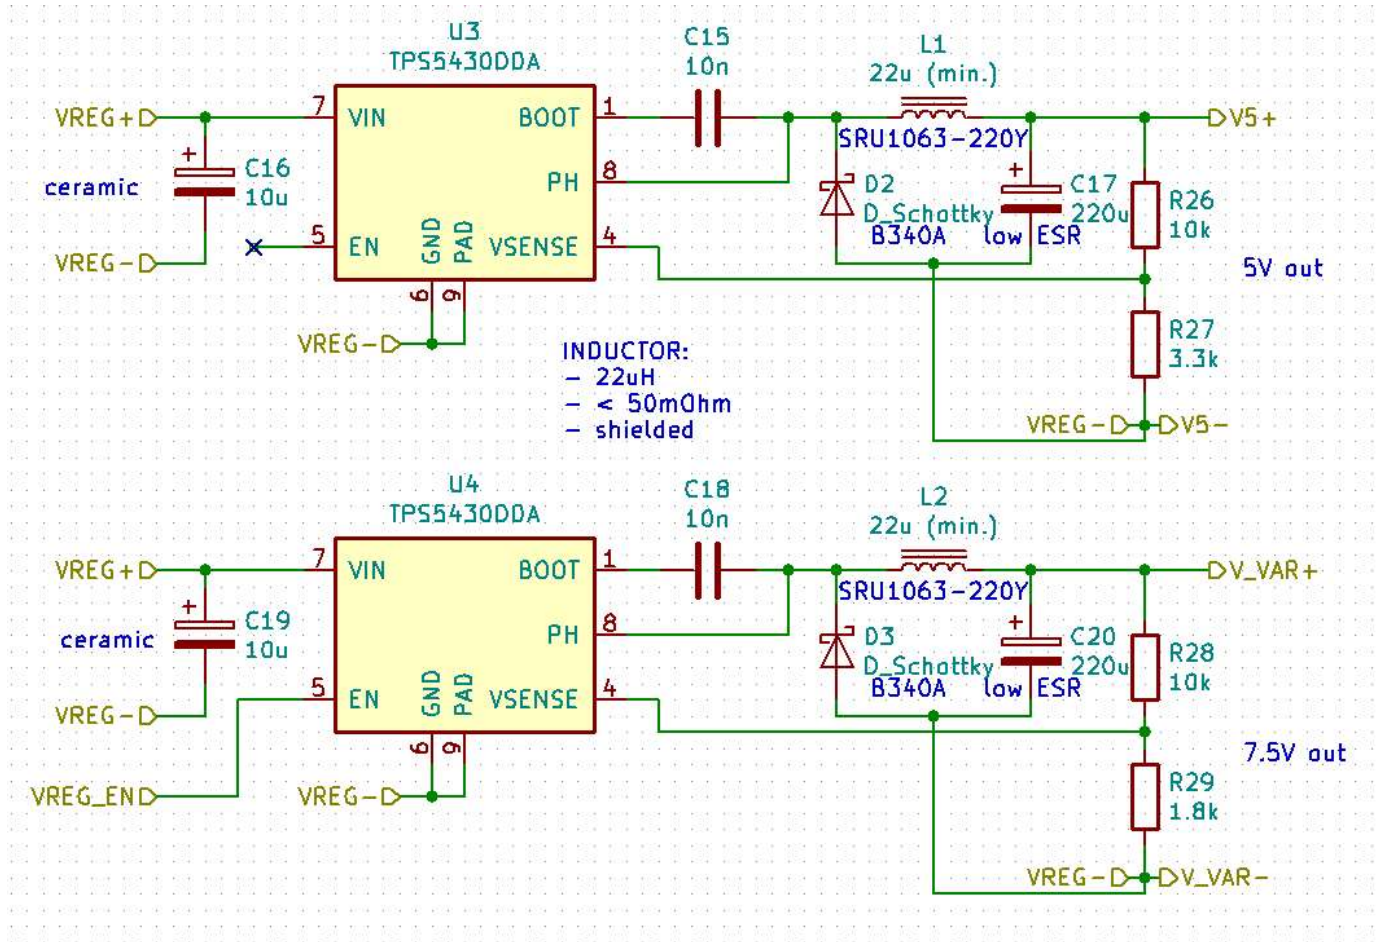 U3
TPS5430DDA
C15
10n
L1
22u (min.)
VREG+
7
VIN
BOOT
1
V5+
SRU1063-220Y
+
C16
10u
ceramic
PH
8
D2
D_Schottky
B340A
+
C17
220u
low ESR
R26
10k
VREG-
5
EN
GND
PAD
VSENSE
4
5V out
6
9
VREG-
INDUCTOR:
- 22uH
- < 50mOhm
- shielded
R27
3.3k
VREG-
V5-
U4
TPS5430DDA
C18
10n
L2
22u (min.)
VREG+
7
VIN
BOOT
1
V_VAR+
SRU1063-220Y
+
C19
10u
ceramic
PH
8
D3
D_Schottky
B340A
+
C20
220u
low ESR
R28
10k
VREG-
5
EN
GND
PAD
VSENSE
4
7.5V out
VREG_EN
6
9
VREG-
R29
1.8k
VREG-
V_VAR-